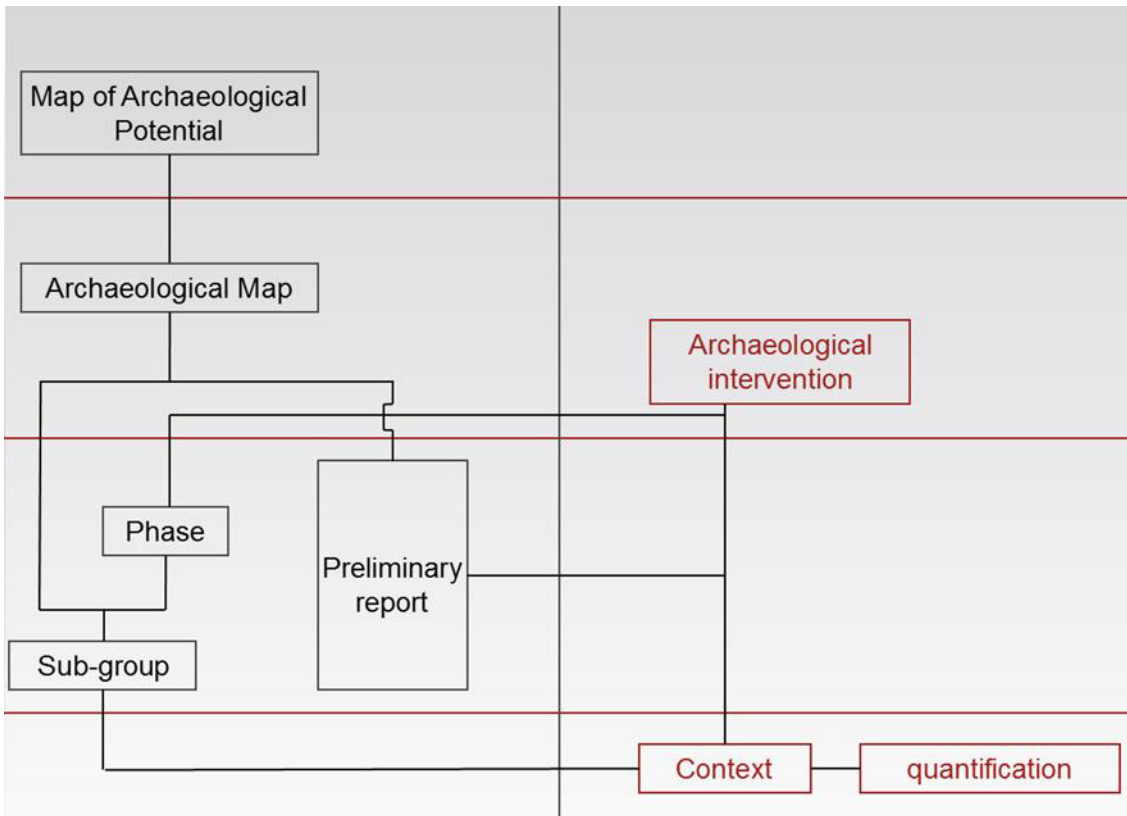 Map of Archaeological
Potential
Archaeological Map
Archaeological
intervention
Phase
Preliminary
report
Sub-group
Context
quantification